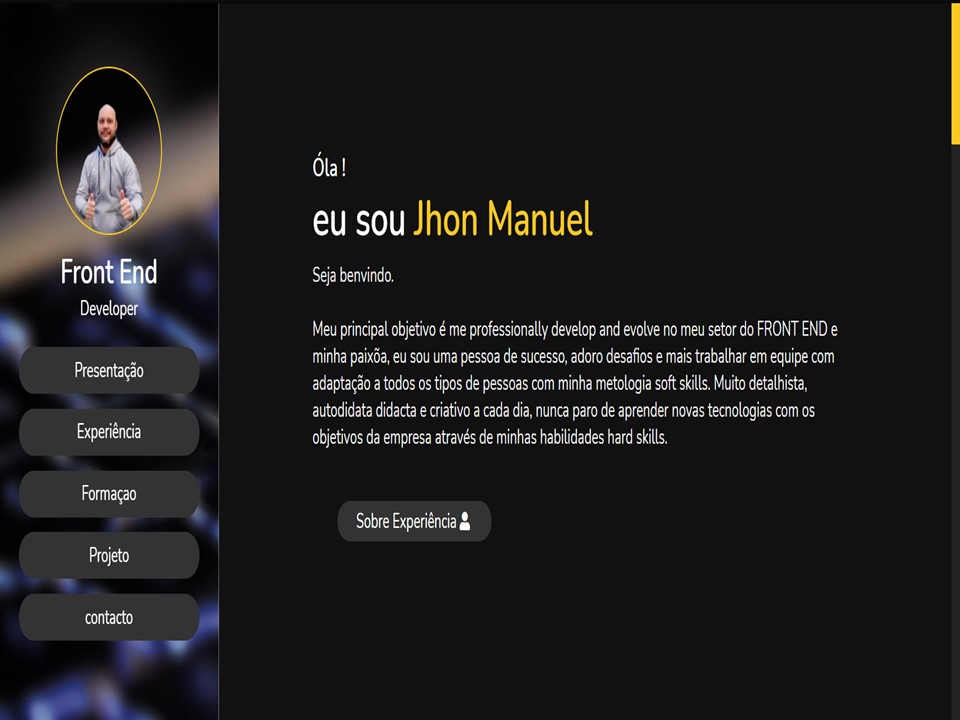 Front End
Developer
Presentação
Experiência
Formaçao
Projeto
contacto
Óla !
eu sou Jhon Manuel
Seja benvindo.
Meu principal objetivo é me professionally develop and evolve no meu setor do FRONT END e
minha paixõa, eu sou uma pessoa de sucesso, adoro desafios e mais trabalhar em equipe com
adaptação a todos os tipos de pessoas com minha metologia soft skills. Muito detalhista,
autodidata didacta e criativo a cada dia, nunca paro de aprender novas tecnologias com os
objetivos da empresa através de minhas habilidades hard skills.
Sobre Experiência